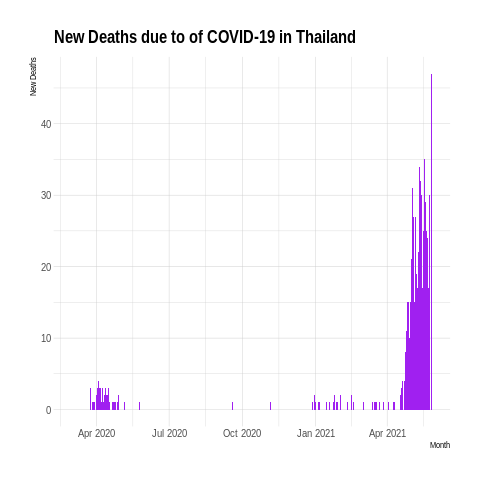 New Deaths due to of COVID-19 in Thailand
New Deaths
40
30
20
10
0
Apr 2020 Jul 2020 Oct 2020 Jan 2021 Apr 2021
Month